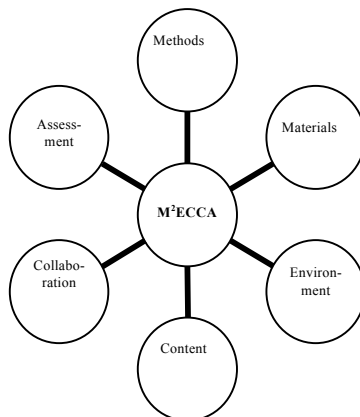 Methods
Materials
Environ-
ment
Content
Collabo-
ration
Assess-
ment
M²ECCA